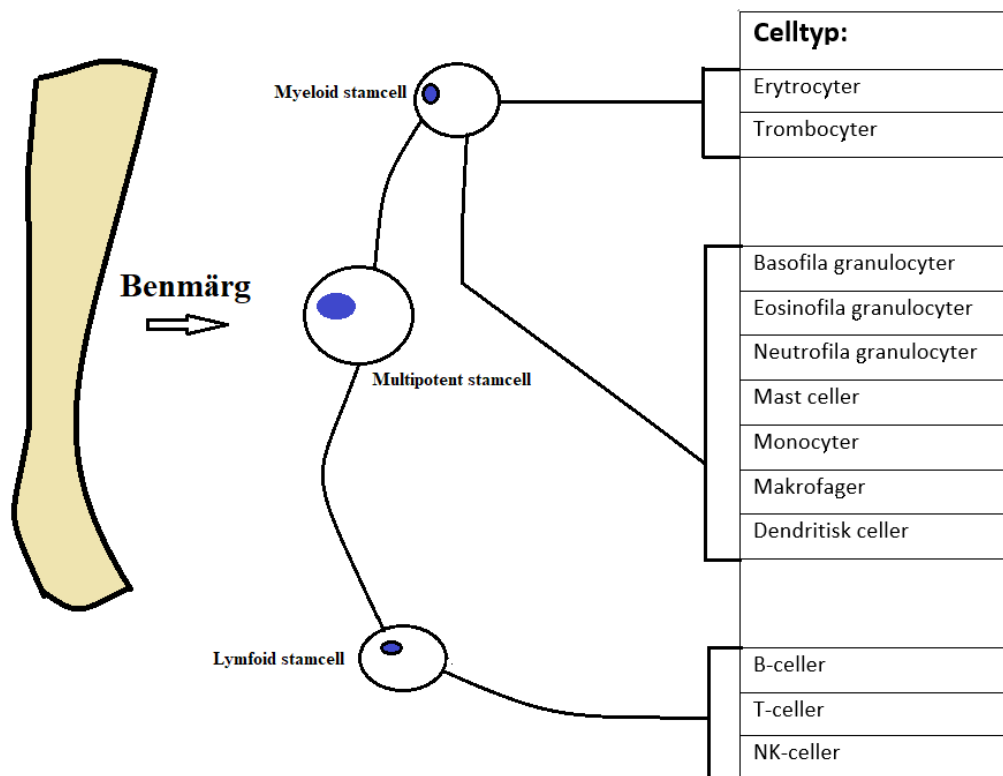 Celltyp:
Myeloid stamcell
Erytrocyter
Trombocyter
Benmärg
Multipotent stamcell
Basofila granulocyter
Eosinofila granulocyter
Neutrofila granulocyter
Mast celler
Monocyter
Makrofager
Dendritisk celler
Lymfoid stamcell
B-celler
T-celler
NK-celler